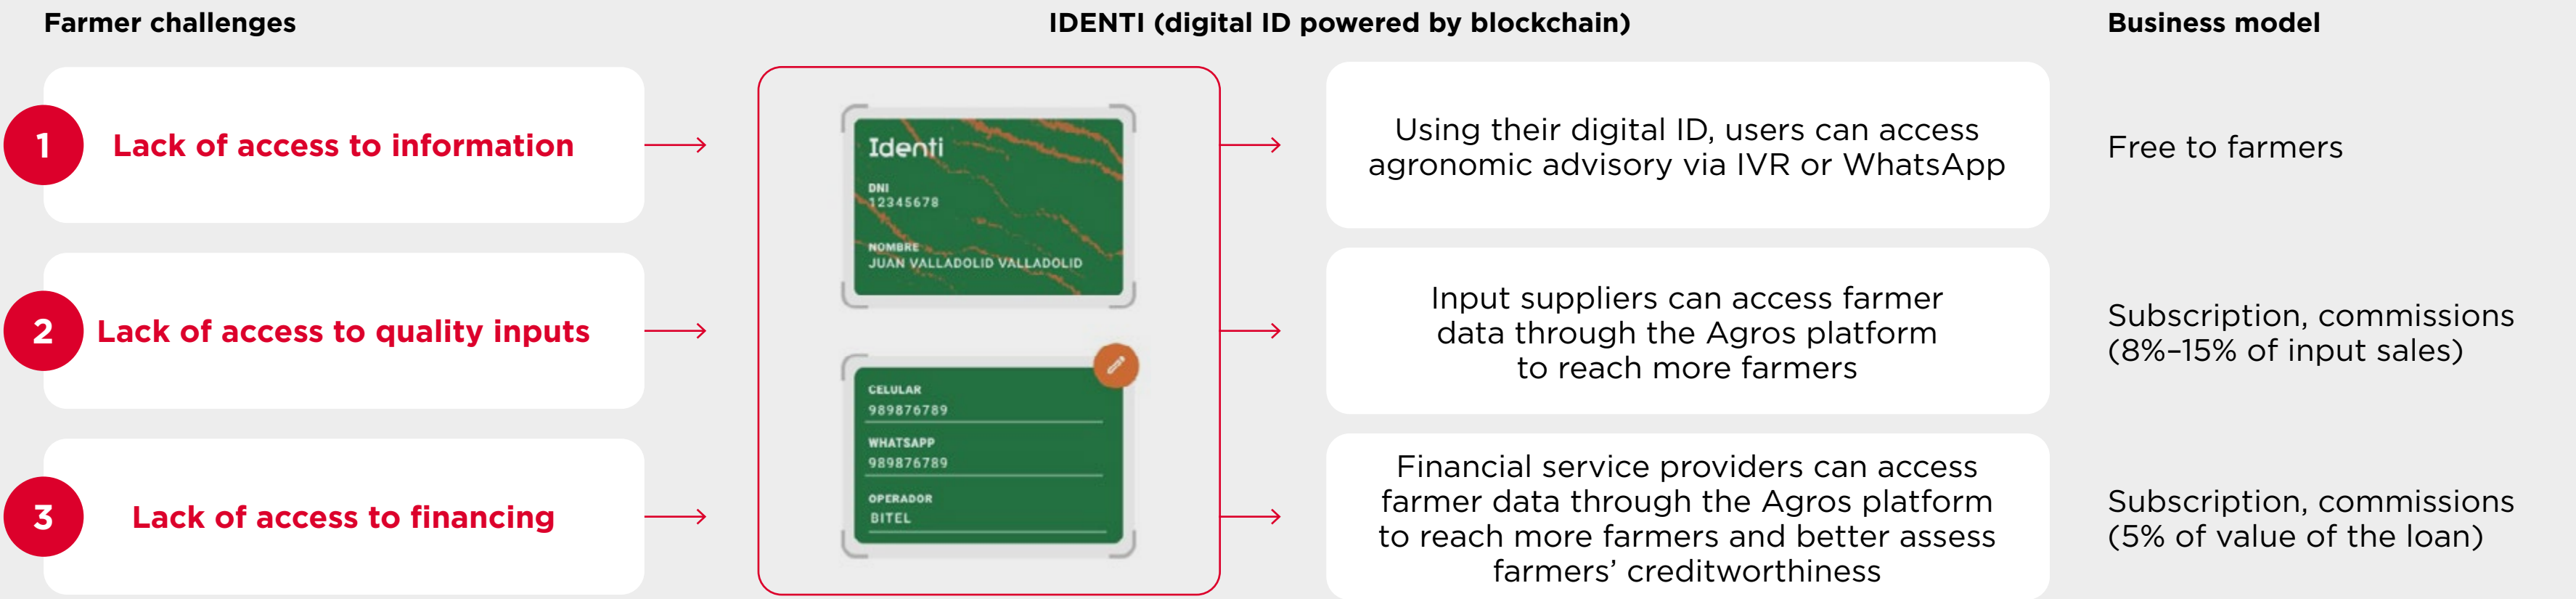 Farmer challenges
IDENTI (digital ID powered by blockchain)
Business model
1
Lack of access to information
2
Lack of access to quality inputs
3
Lack of access to financing
Identi
DNI
12345678
NOMBRE
JUAN VALLADOLID VALLADOLID
CELULAR
989876789
WHATSAPP
989876789
OPERADOR
BITEL
Using their digital ID, users can access
agronomic advisory via IVR or WhatsApp
Input suppliers can access farmer
data through the Agros platform
to reach more farmers
Financial service providers can access
farmer data through the Agros platform
to reach more farmers and better assess
farmers’ creditworthiness
Free to farmers
Subscription, commissions
(8%–15% of input sales)
Subscription, commissions
(5% of value of the loan)